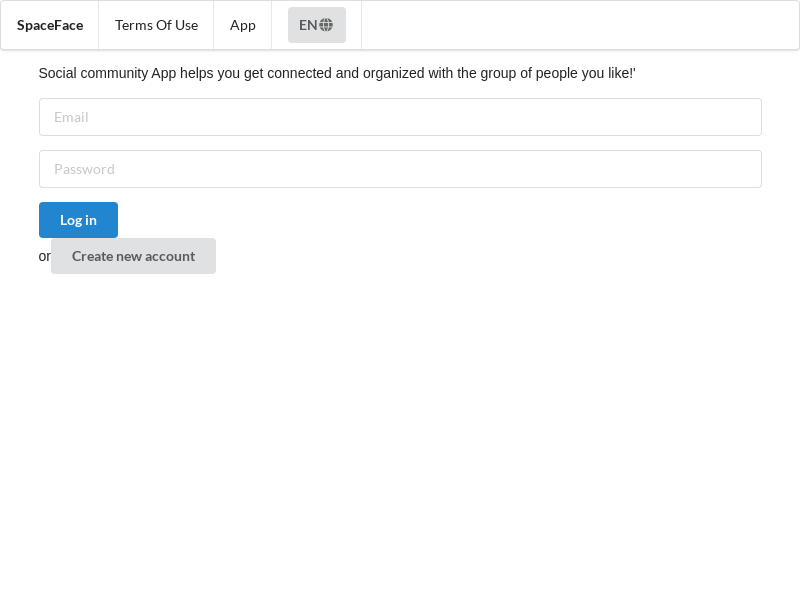 SpaceFace Terms Of Use App EN
Social community App helps you get connected and organized with the group of people you like!'
Email
Password
Log in
or Create new account